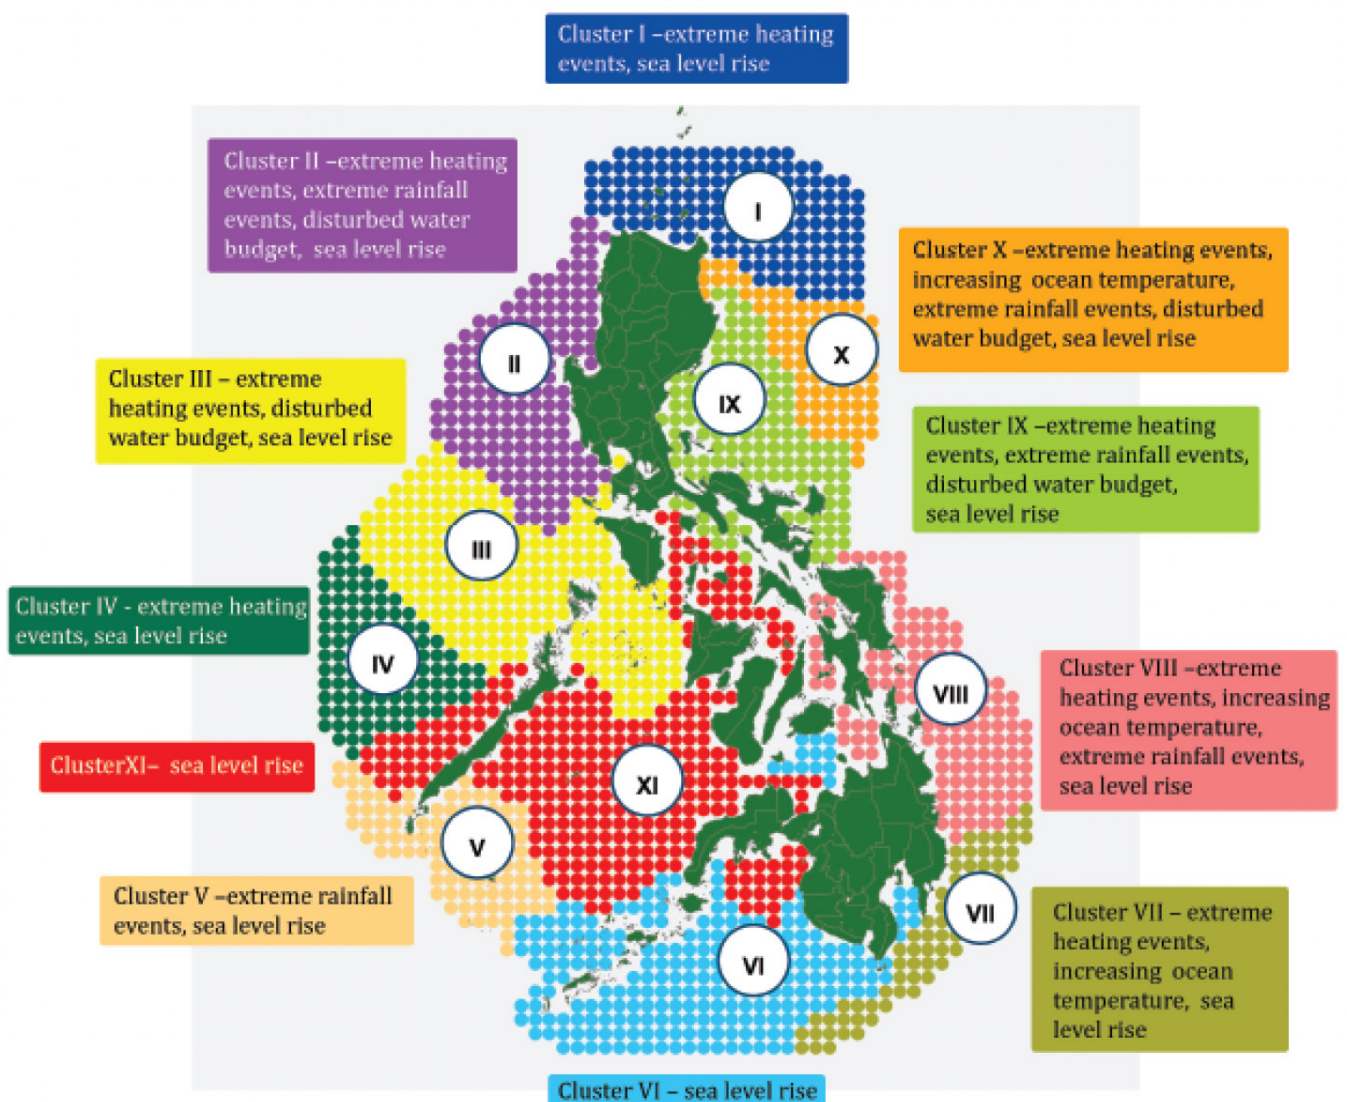 Cluster I –extreme heating
events, sea level rise
Cluster II –extreme heating
events, extreme rainfall
events, disturbed water
budget, sea level rise
I
Cluster X –extreme heating events,
increasing ocean temperature,
extreme rainfall events, disturbed
water budget, sea level rise
II
X
Cluster III – extreme
heating events, disturbed
water budget, sea level rise
IX
Cluster IX –extreme heating
events, extreme rainfall events,
disturbed water budget,
sea level rise
III
Cluster IV - extreme heating
events, sea level rise
IV
VIII
Cluster VIII –extreme
heating events, increasing
ocean temperature,
extreme rainfall events,
sea level rise
ClusterXI– sea level rise
XI
V
Cluster V –extreme rainfall
events, sea level rise
VII
Cluster VII – extreme
heating events,
increasing ocean
temperature, sea
level rise
VI
Cluster VI – sea level rise